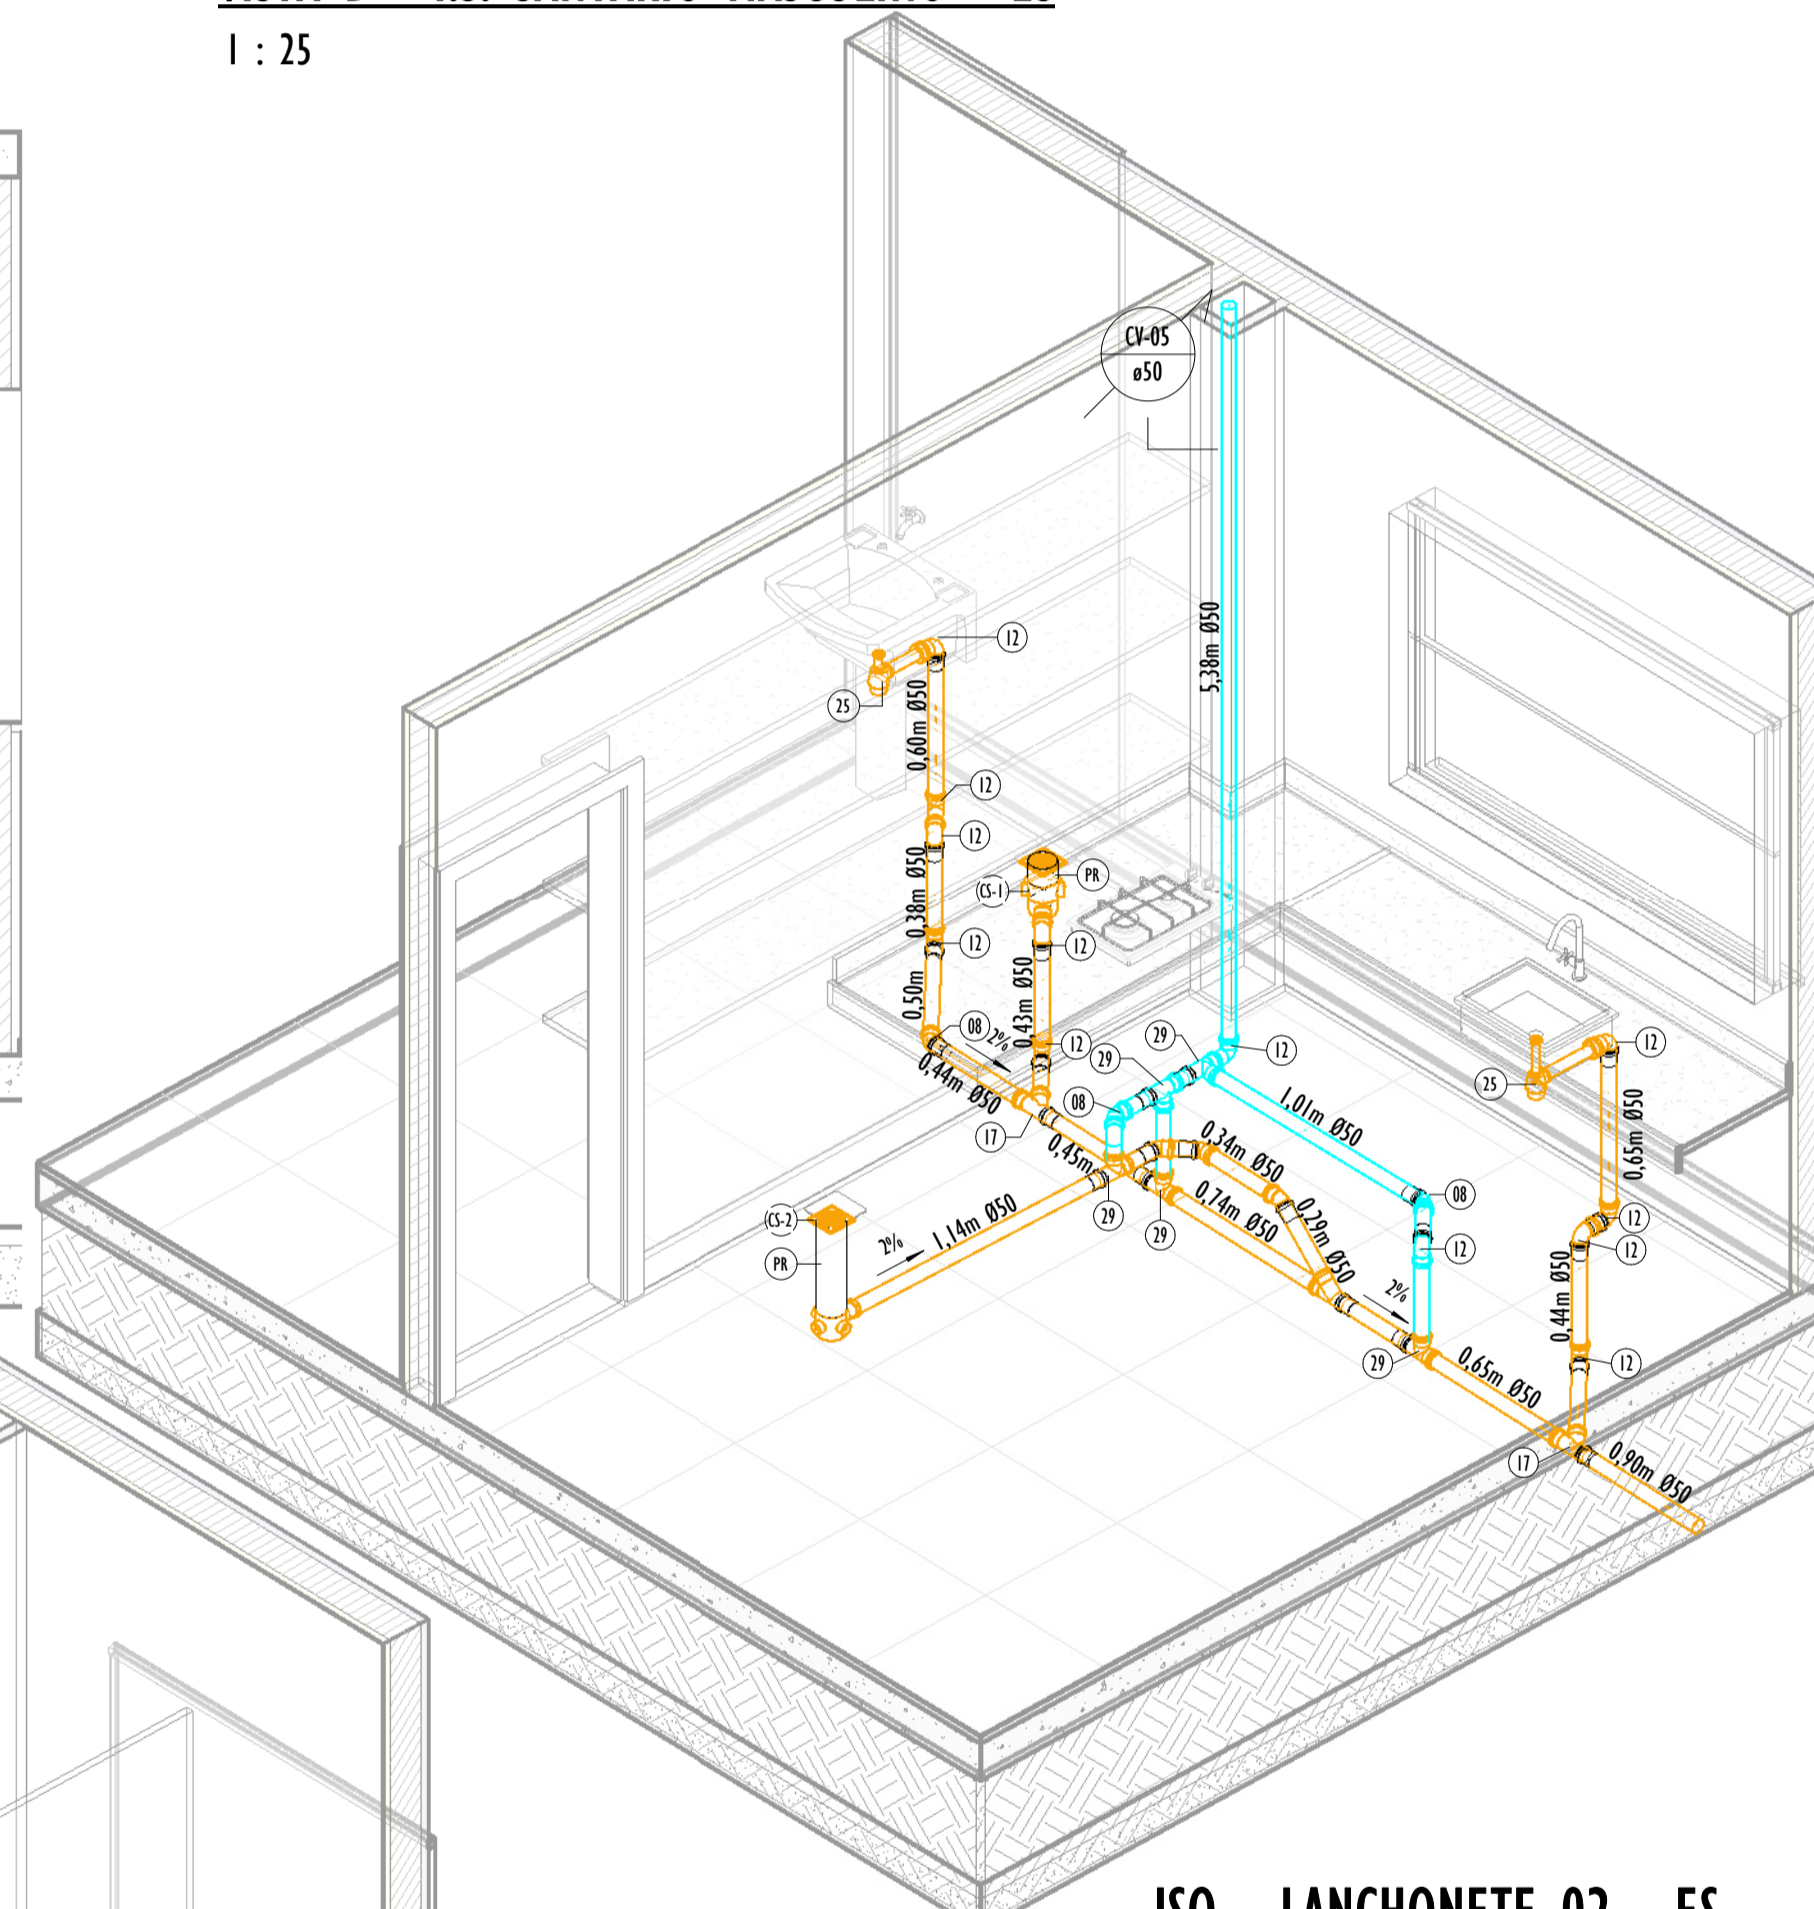 1 : 25
CV-05
ø50
5,38m Ø50
12
25
0,60m Ø50
12
12
0,38m Ø50
PR
(CS-1)
12
12
0,50m
0,43m Ø50
08
2%
12
29
29
12
0,44m Ø50
08
17
0,45m
1,01m Ø50
12
25
0,65m Ø50
0,34m Ø50
08
(CS-2)
PR
2%
1,14m Ø50
29
29
0,74m Ø50
0,29m Ø50
12
12
12
0,44m Ø50
2%
29
12
0,65m Ø50
17
0,90m Ø50
ISO LANCHONETE 02 ES